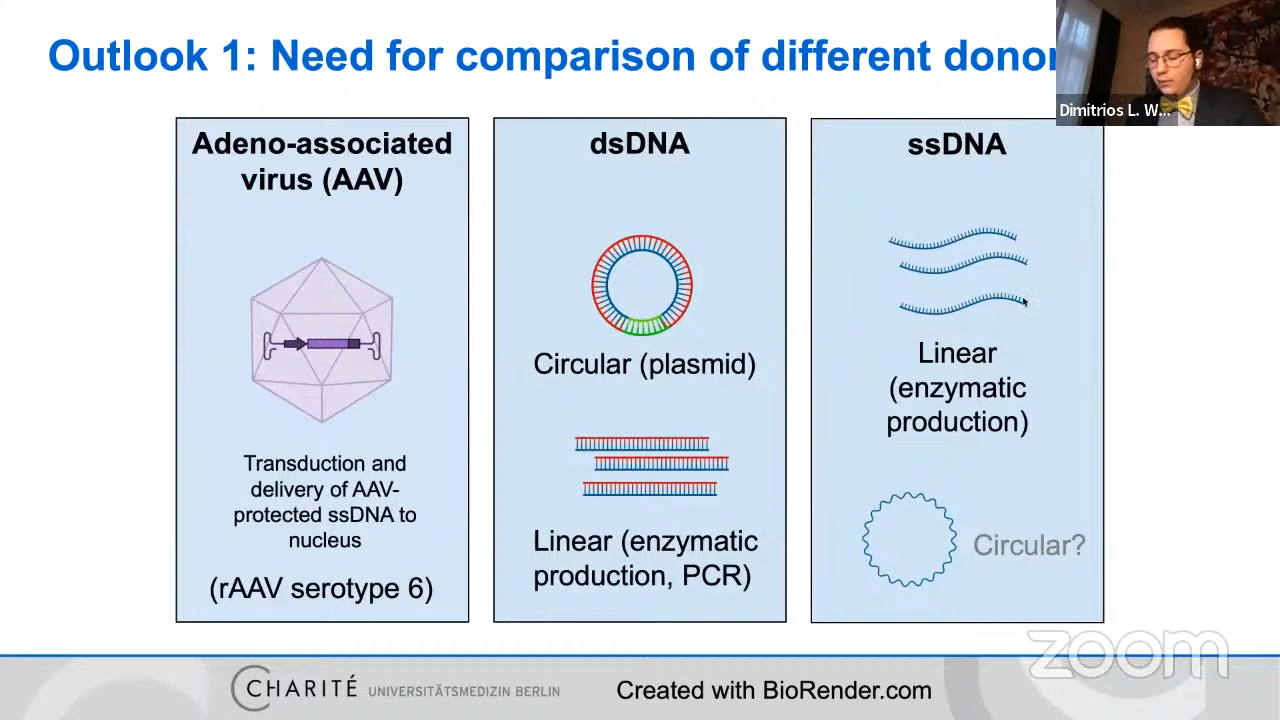 Outlook 1: Need for comparison of different donor
Dimitrios L. W...
Adeno-associated
virus (AAV)
Transduction and
delivery of AAV-
protected ssDNA to
nucleus
(rAAV serotype 6)
dsDNA
Circular (plasmid)
Linear (enzymatic
production, PCR)
ssDNA
Linear
(enzymatic
production)
Circular?
zoom
CHARITÉ UNIVERSITÄTSMEDIZIN BERLIN
Created with BioRender.com